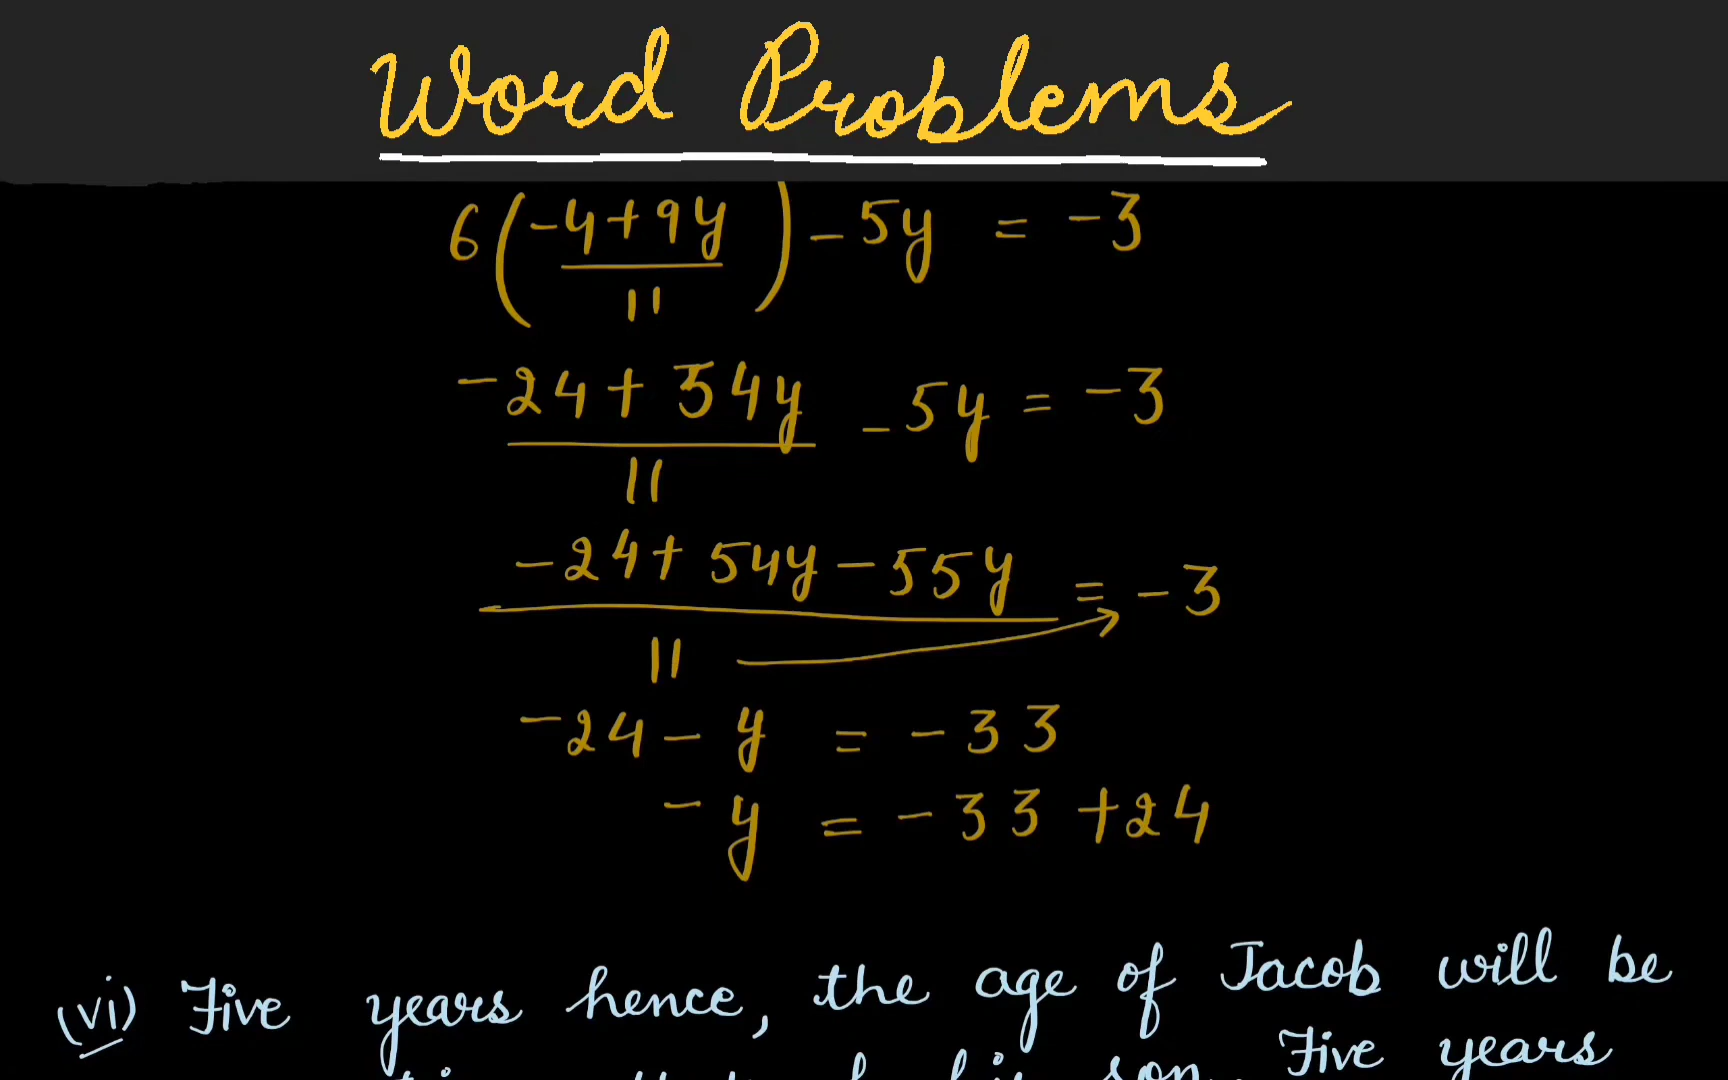 Word Problems
6(-4+9y/11) - 5y = -3
-24 + 54y/11 - 5y = -3
-24 + 54y - 55y/11 = -3
-24 - y = -33
-y = -33 + 24
(vi) Five years hence, the age of Jacob will be
son. Five years